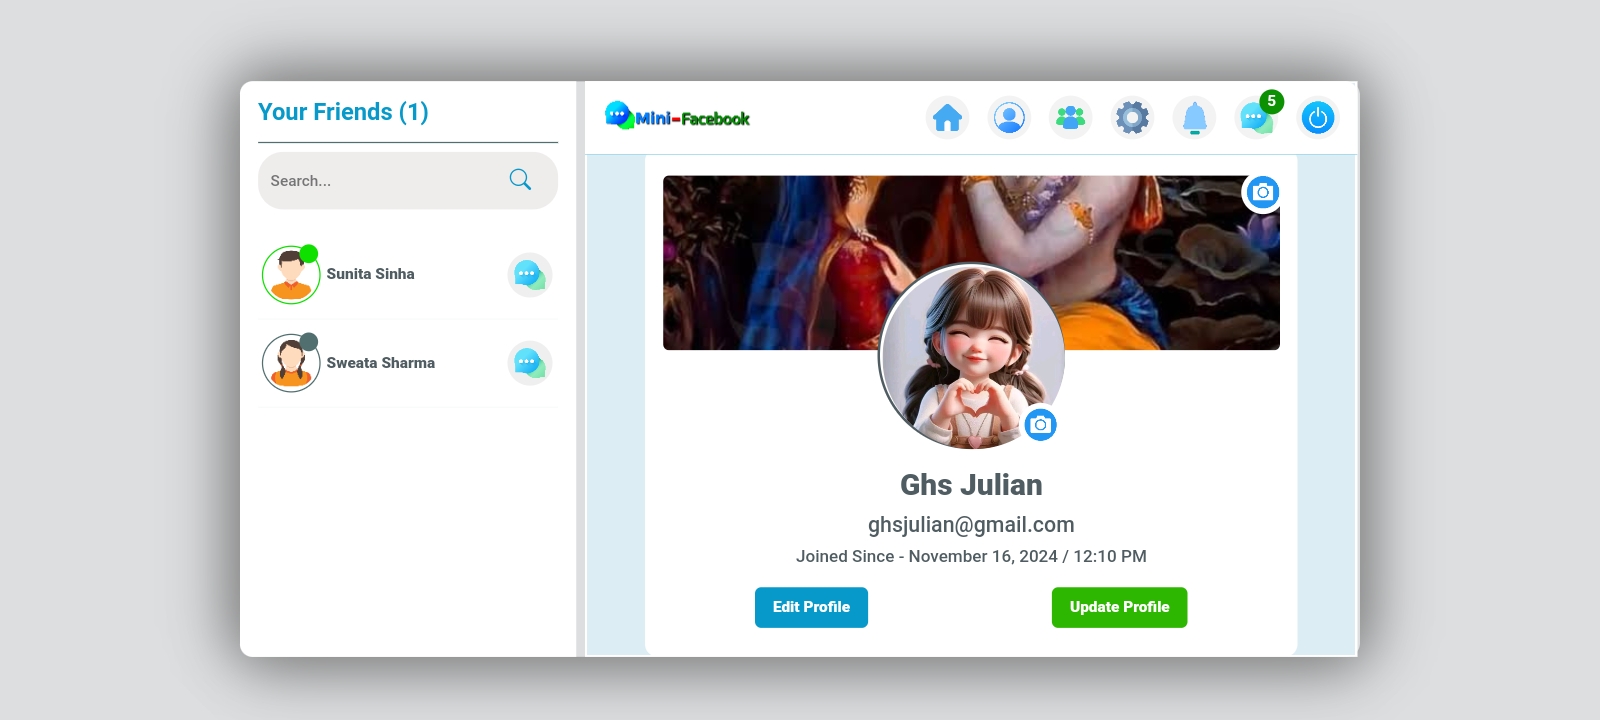 Your Friends (1)
Search...
Sunita Sinha
Sweata Sharma
Mini-Facebook
5
Ghs Julian
ghsjulian@gmail.com
Joined Since - November 16, 2024 / 12:10 PM
Edit Profile
Update Profile